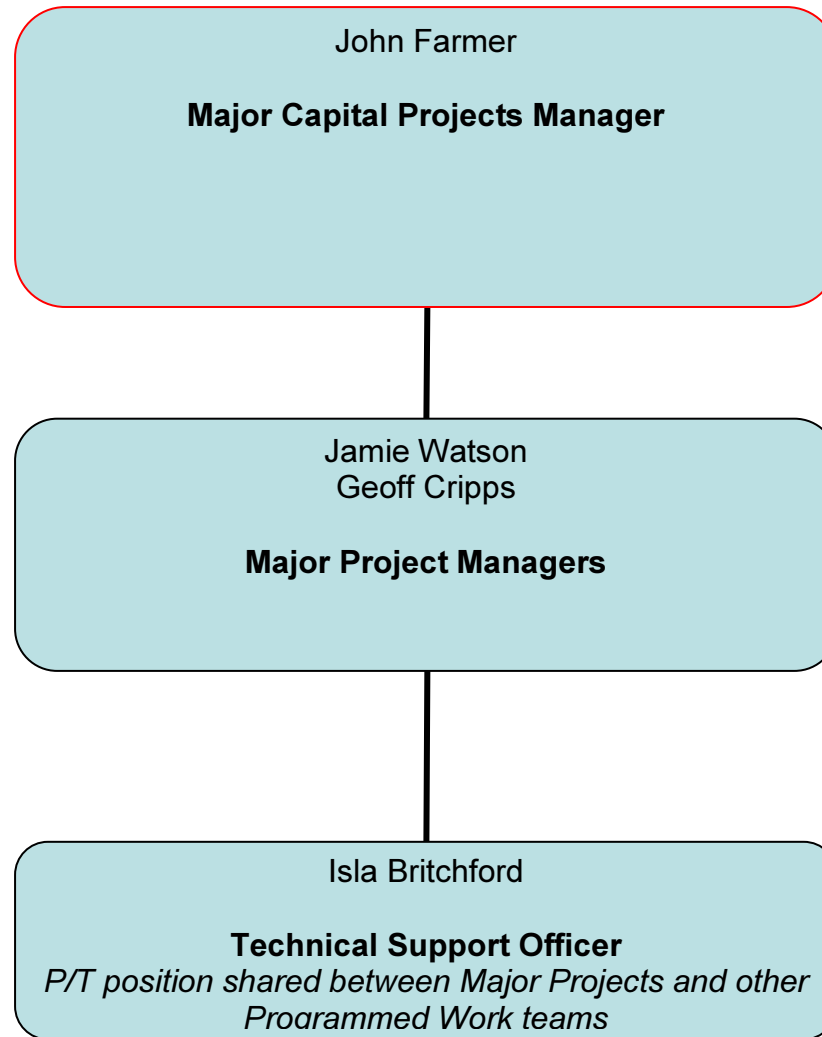 John Farmer
Major Capital Projects Manager
Jamie Watson
Geoff Cripps
Major Project Managers
Isla Britchford
Technical Support Officer
P/T position shared between Major Projects and other
Programmed Work teams